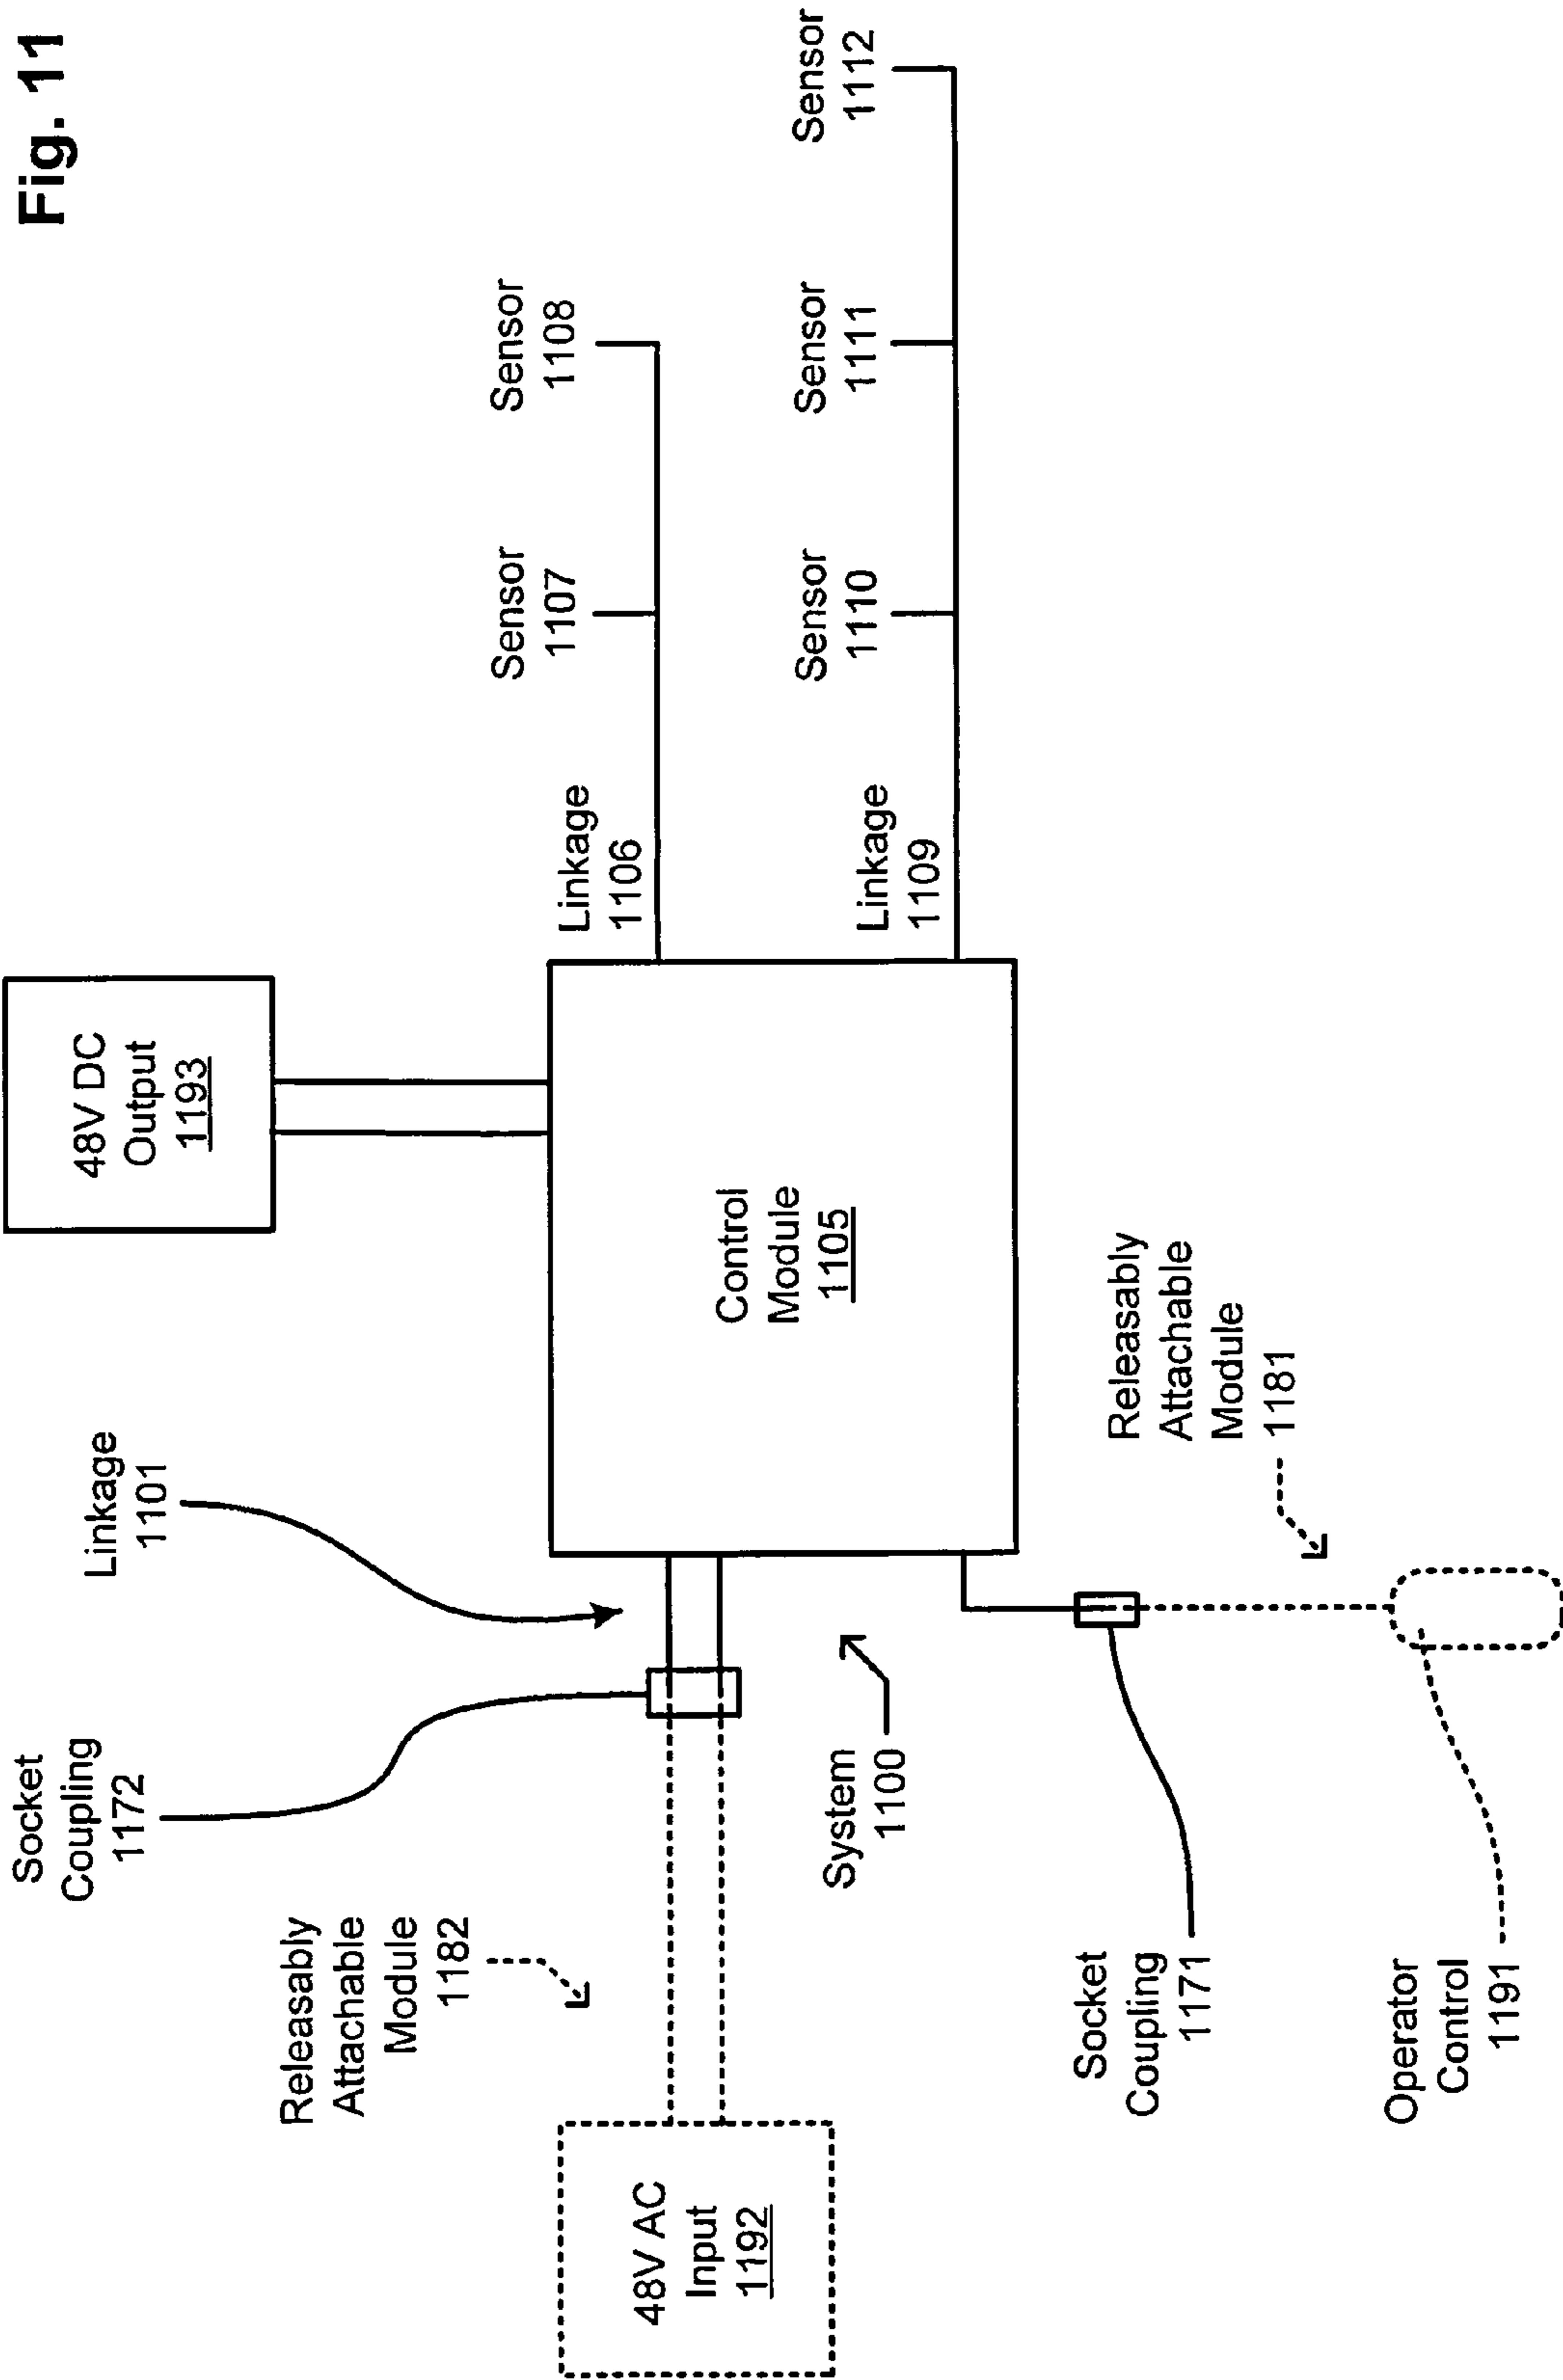 Fig. 11
48V DC
Output
1193
Socket
Coupling
1172
Linkage
1101
Releasably
Attachable
Module
1182
48V AC
Input
1192
Control
Module
1105
Linkage
1106
Sensor
1107
Sensor
1108
Linkage
1109
Sensor
1110
Sensor
1111
Sensor
1112
System
1100
Socket
Coupling
1171
Releasably
Attachable
Module
1181
Operator
Control
1191